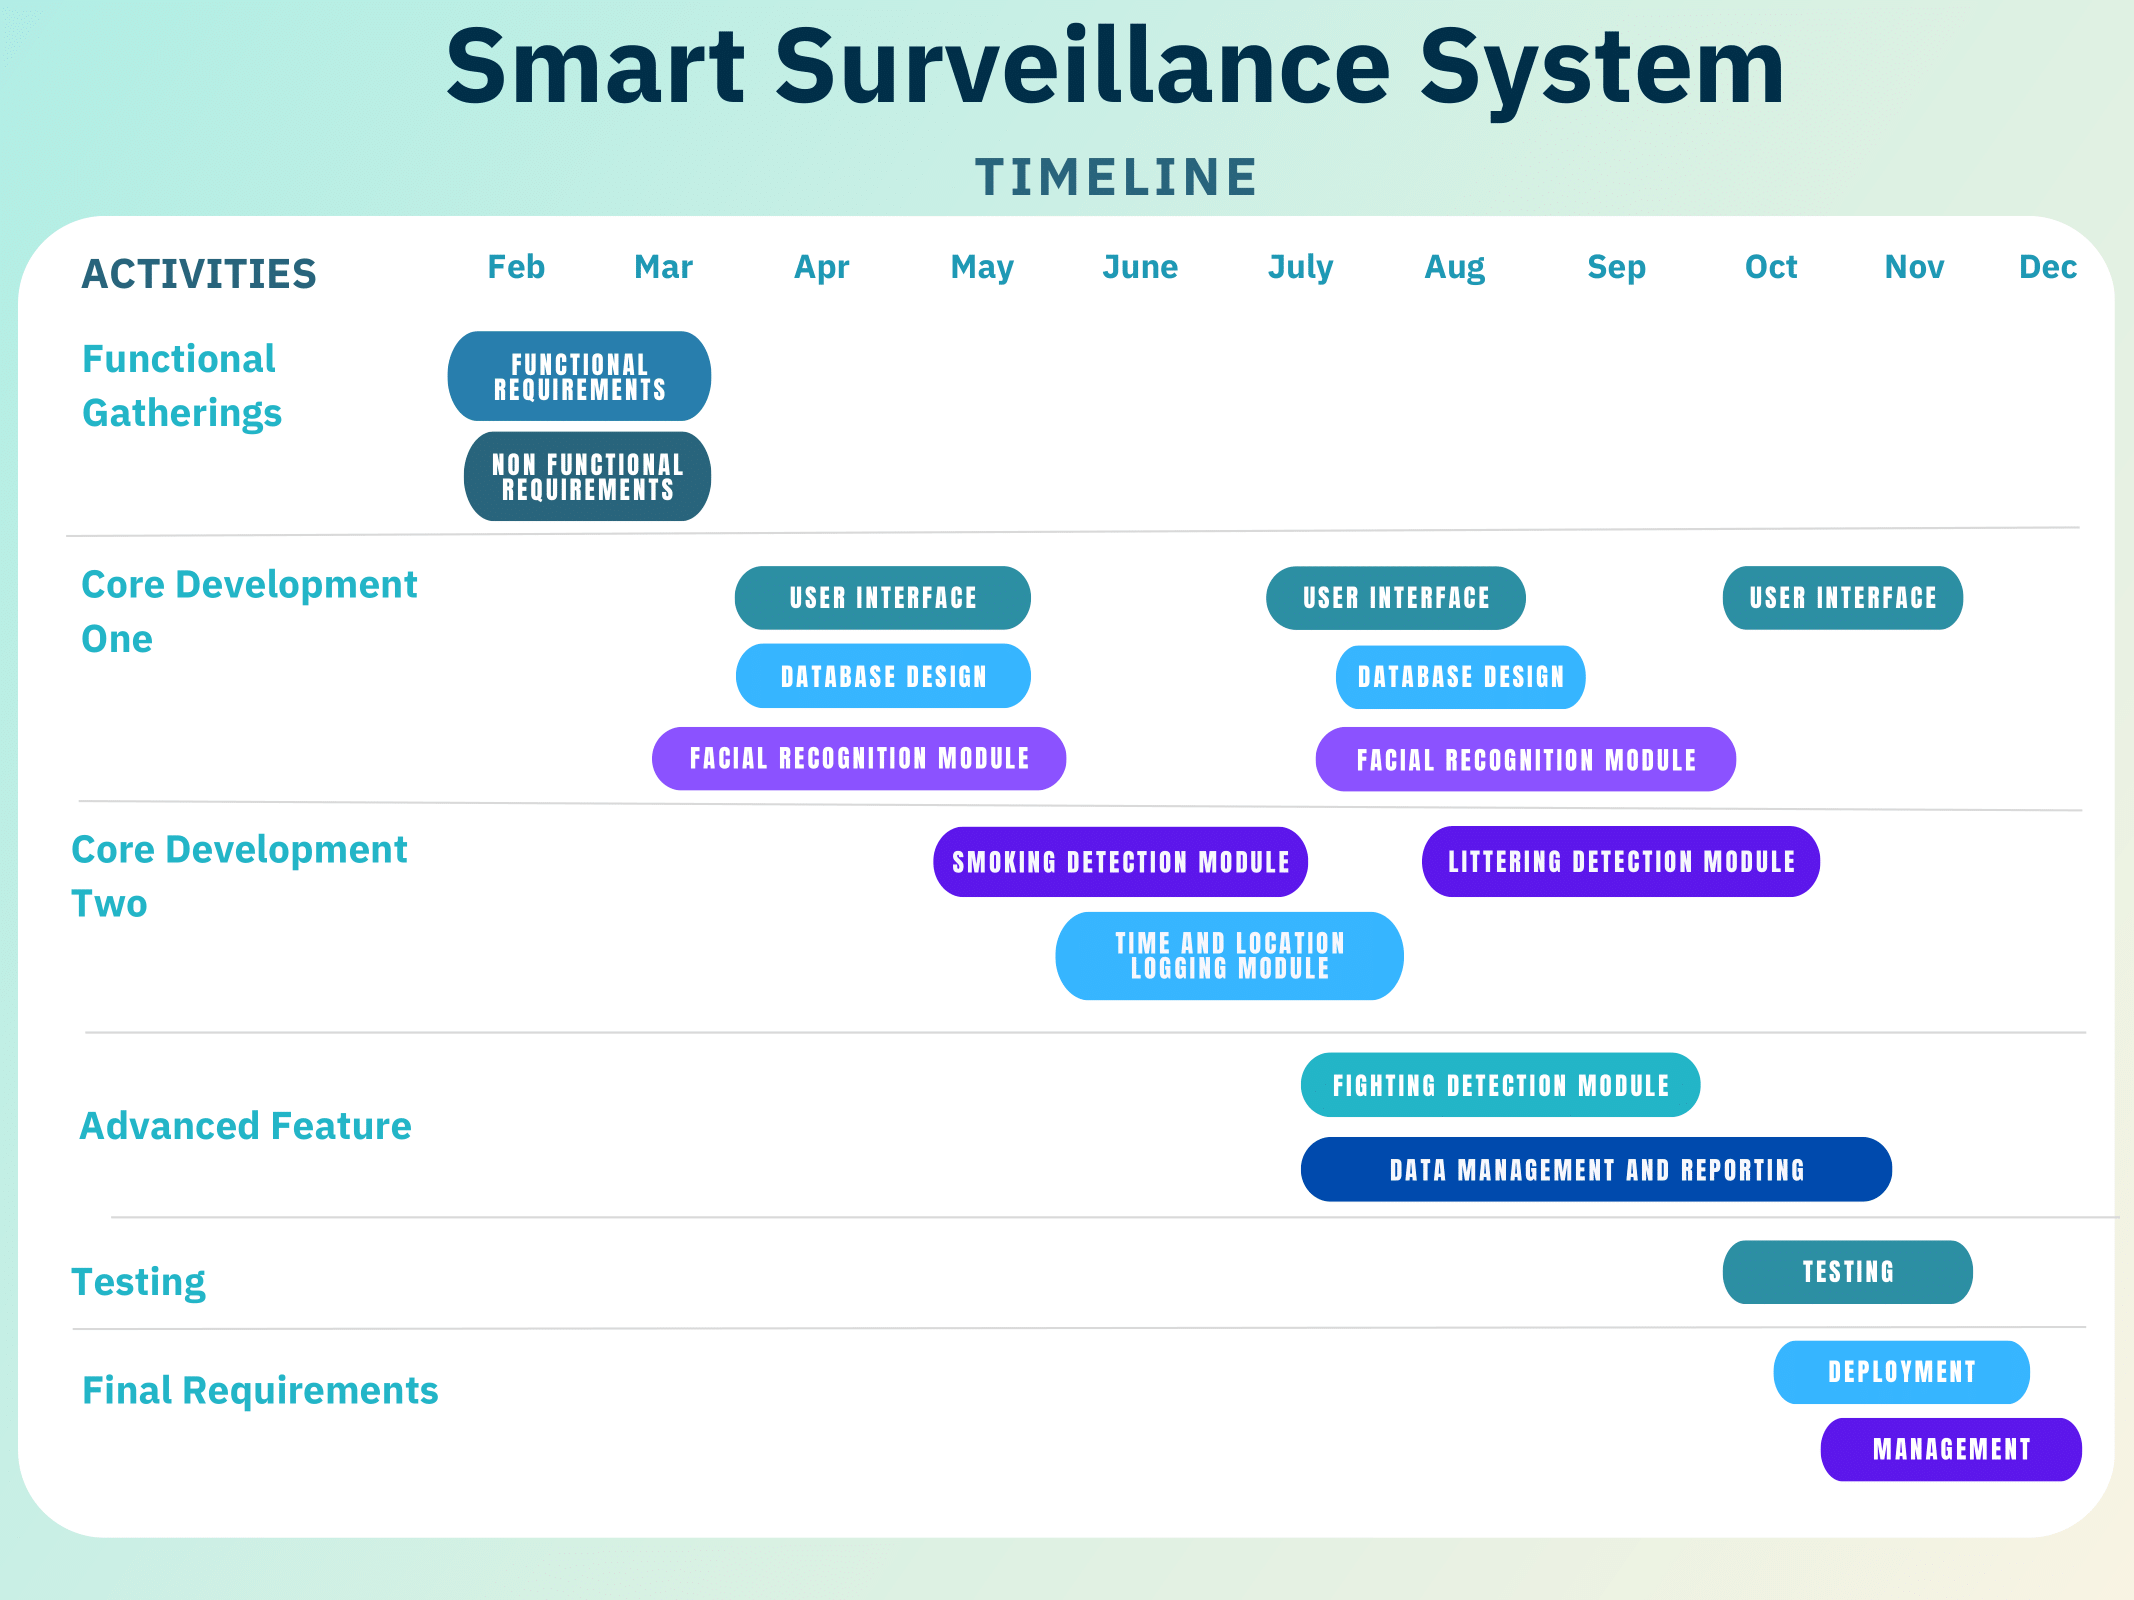 Smart Surveillance System
TIMELINE
ACTIVITIES Feb Mar Apr May June July Aug Sep Oct Nov Dec
Functional
Gatherings
FUNCTIONAL
REQUIREMENTS
NON FUNCTIONAL
REQUIREMENTS
Core Development
One
USER INTERFACE USER INTERFACE USER INTERFACE
DATABASE DESIGN DATABASE DESIGN
FACIAL RECOGNITION MODULE FACIAL RECOGNITION MODULE
Core Development
Two
SMOKING DETECTION MODULE LITTERING DETECTION MODULE
TIME AND LOCATION
LOGGING MODULE
Advanced Feature
FIGHTING DETECTION MODULE
DATA MANAGEMENT AND REPORTING
Testing
TESTING
Final Requirements
DEPLOYMENT
MANAGEMENT